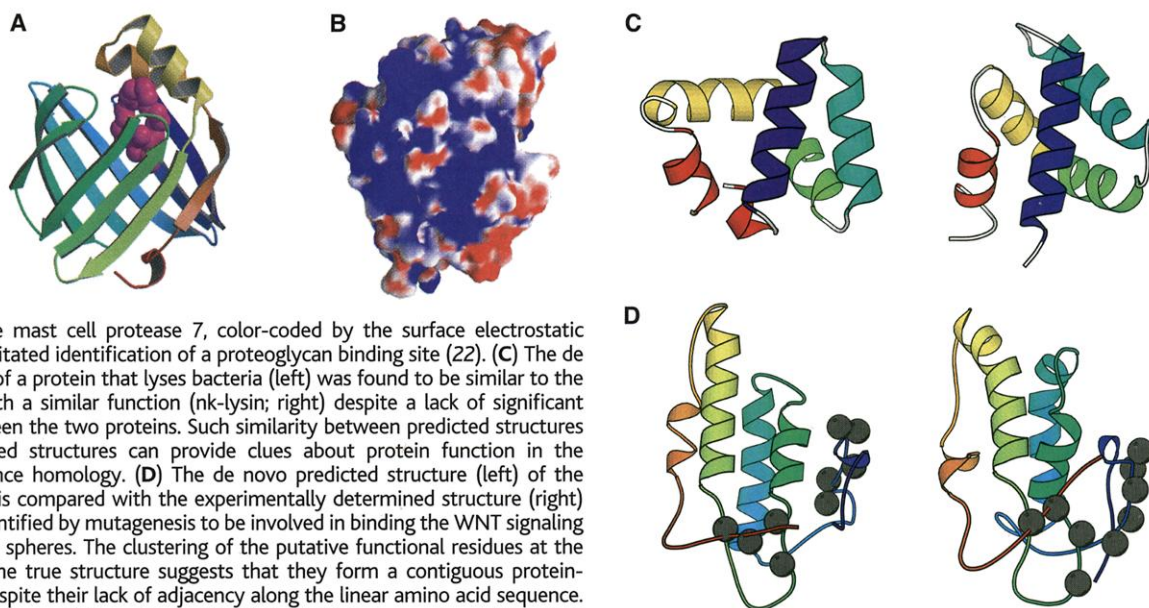 A
B
C
D
e mast cell protease 7, color-coded by the surface electrostatic
itated identification of a proteoglycan binding site (22). (C) The de
of a protein that lyses bacteria (left) was found to be similar to the
th a similar function (nk-lysin; right) despite a lack of significant
een the two proteins. Such similarity between predicted structures
ed structures can provide clues about protein function in the
nce homology. (D) The de novo predicted structure (left) of the
is compared with the experimentally determined structure (right)
ntified by mutagenesis to be involved in binding the WNT signaling
spheres. The clustering of the putative functional residues at the
ne true structure suggests that they form a contiguous protein-
spite their lack of adjacency along the linear amino acid sequence.